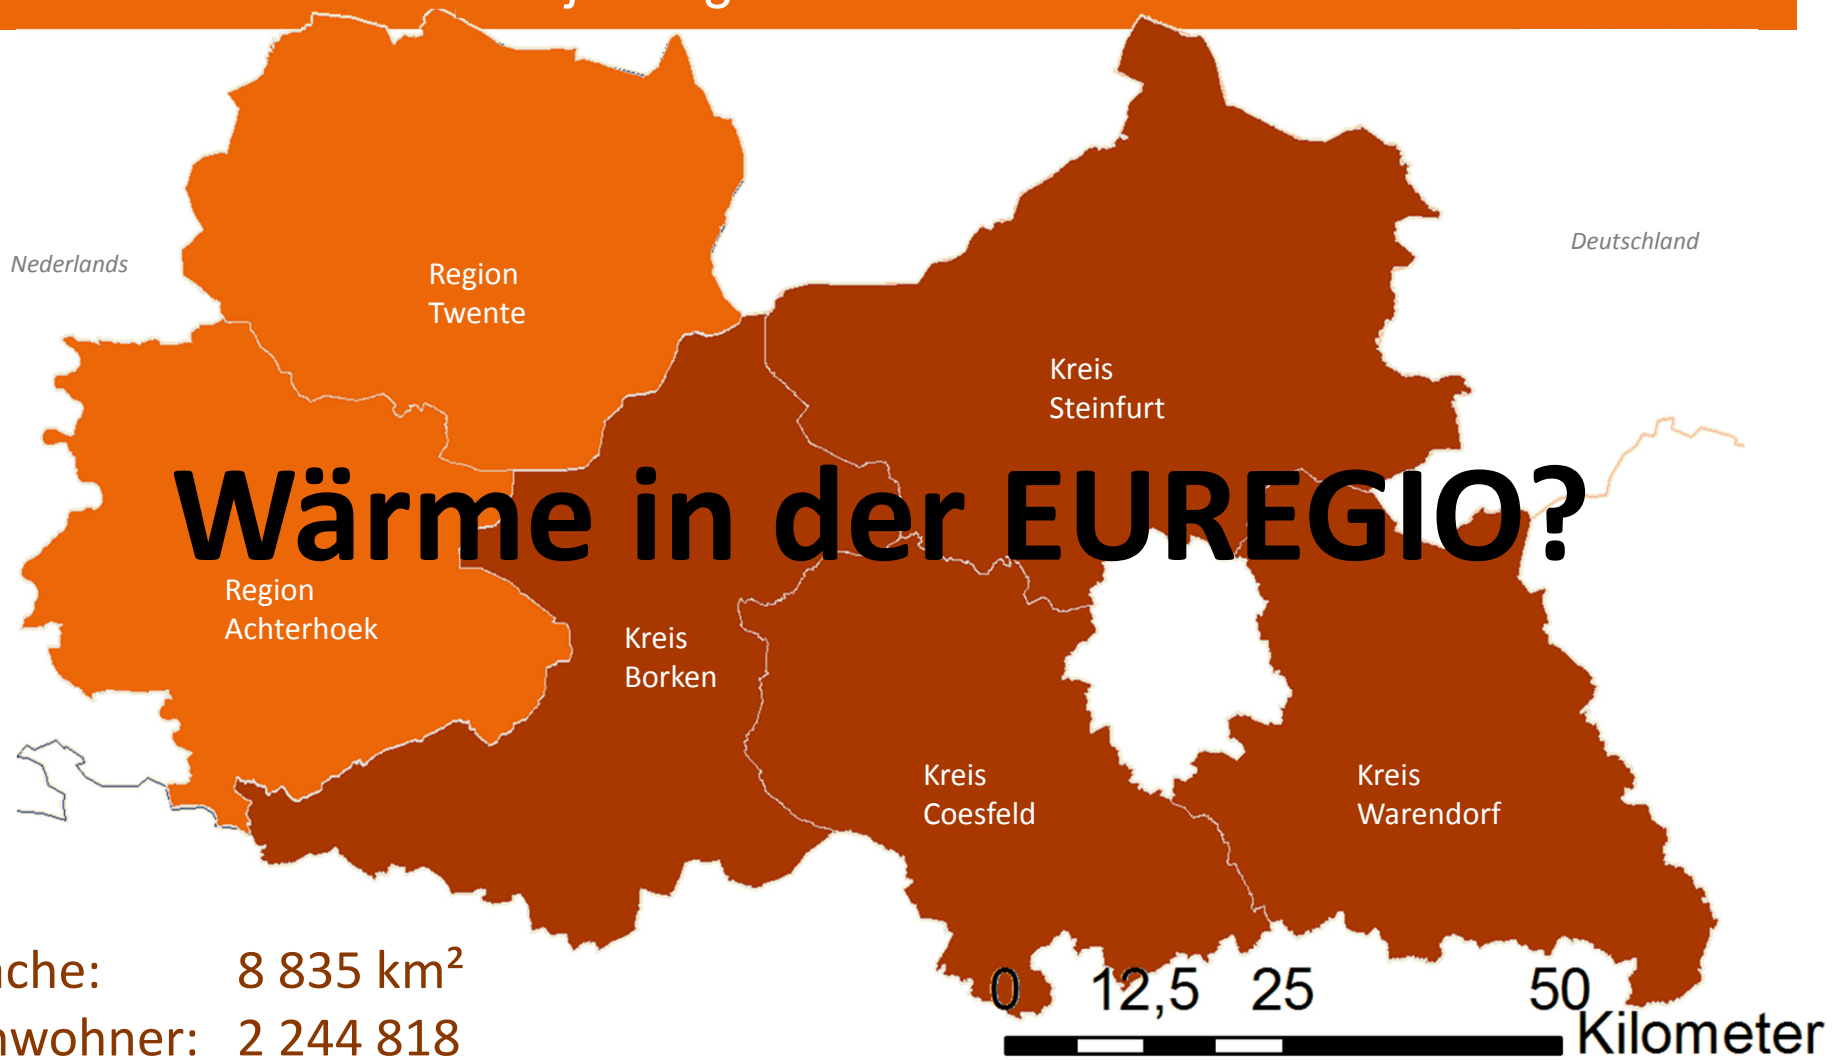 Nederlands
Deutschland
Region
Twente
Kreis
Steinfurt
Wärme in der EUREGIO?
Region
Achterhoek
Kreis
Borken
Kreis
Coesfeld
Kreis
Warendorf
8 835 km²
2 244 818
0 12,5 25 50
Kilometer